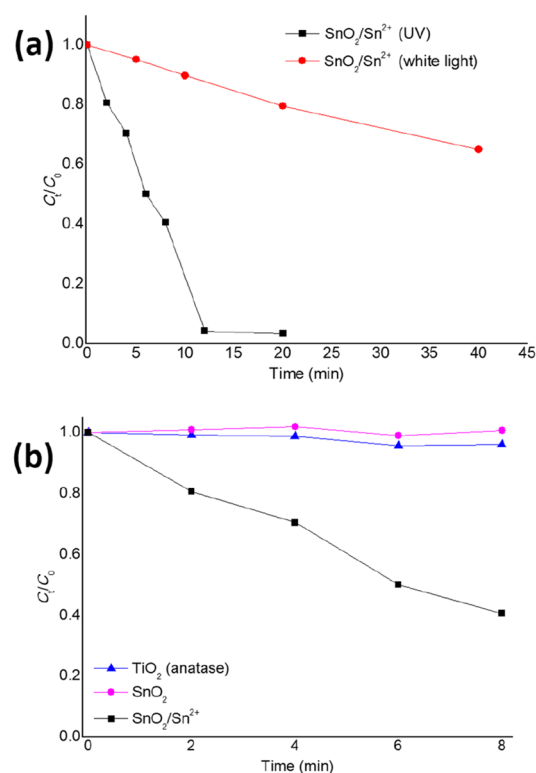 (a)
SnO₂/Sn²⁺ (UV)
SnO₂/Sn²⁺ (white light)
1.0
0.8
0.6
0.4
0.2
0.0
Cₜ/C₀
0 5 10 15 20 25 30 35 40 45
Time (min)
(b)
1.0
0.8
0.6
0.4
0.2
0.0
Cₜ/C₀
TiO₂ (anatase)
SnO₂
SnO₂/Sn²⁺
0 2 4 6 8
Time (min)